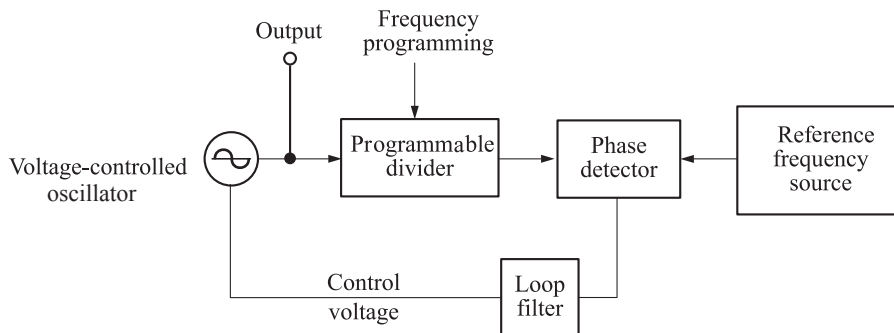 Output
Frequency
programming
Voltage-controlled
oscillator
Programmable
divider
Phase
detector
Reference
frequency
source
Control
voltage
Loop
filter